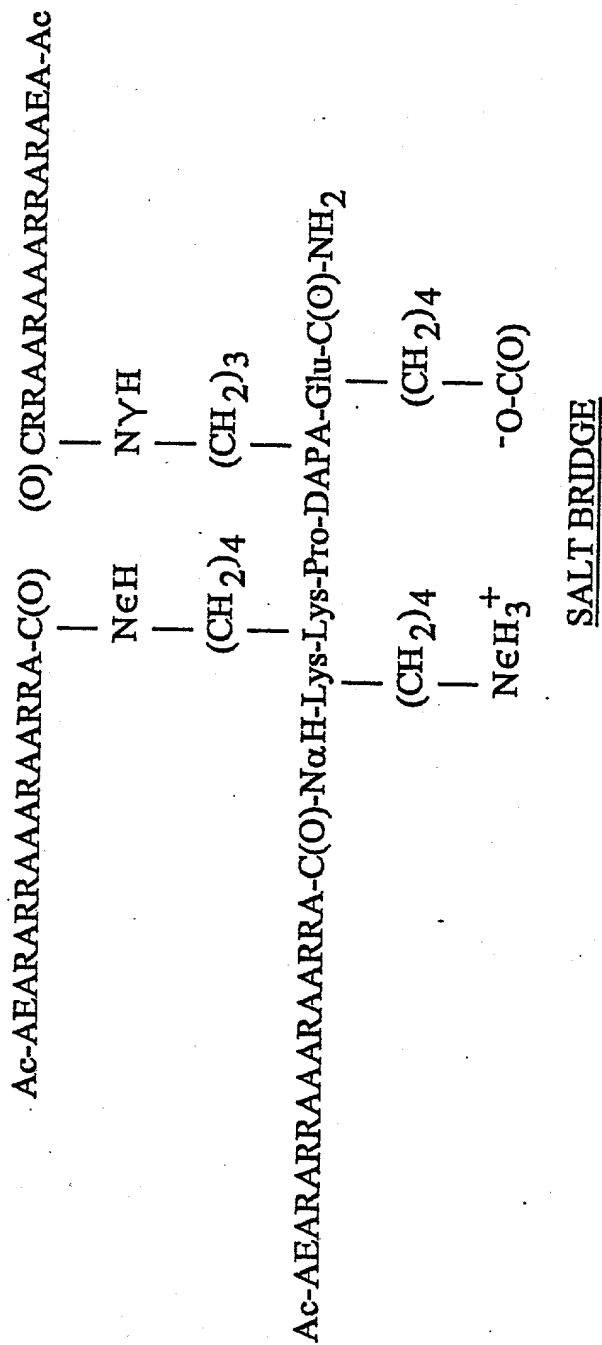 Ac-AEARARRAAARAARRA-C(O) (O) CRRAARAAARRARAEA-Ac
NϵH NγH
(CH₂)₄ (CH₂)₃
Ac-AEARARRAAARAARRA-C(O)-NαH-Lys-Lys-Pro-DAPA-Glu-C(O)-NH₂
(CH₂)₄ (CH₂)₄
NϵH₃⁺ ⁻O-C(O)
SALT BRIDGE